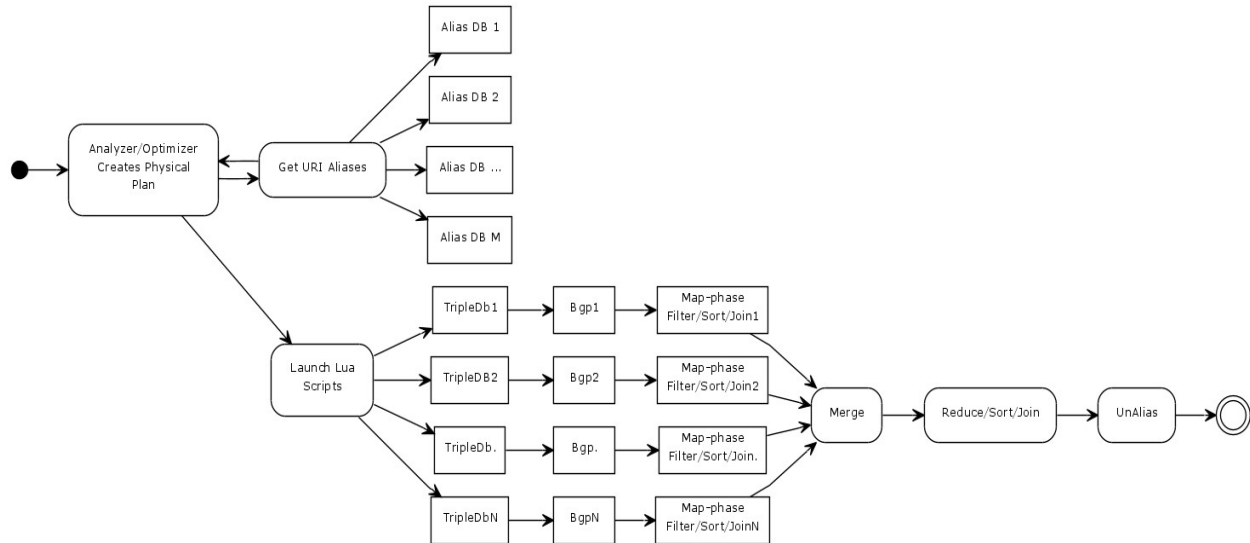 Alias DB 1
Alias DB 2
Analyzer/Optimizer
Creates Physical
Plan
Get URI Aliases
Alias DB ...
Alias DB M
TripleDb1
Bgp1
Map-phase
Filter/Sort/Join1
Launch Lua
Scripts
TripleDB2
Bgp2
Map-phase
Filter/Sort/Join2
Merge
Reduce/Sort/Join
UnAlias
TripleDb.
Bgp.
Map-phase
Filter/Sort/Join.
TripleDbN
BgpN
Map-phase
Filter/Sort/JoinN